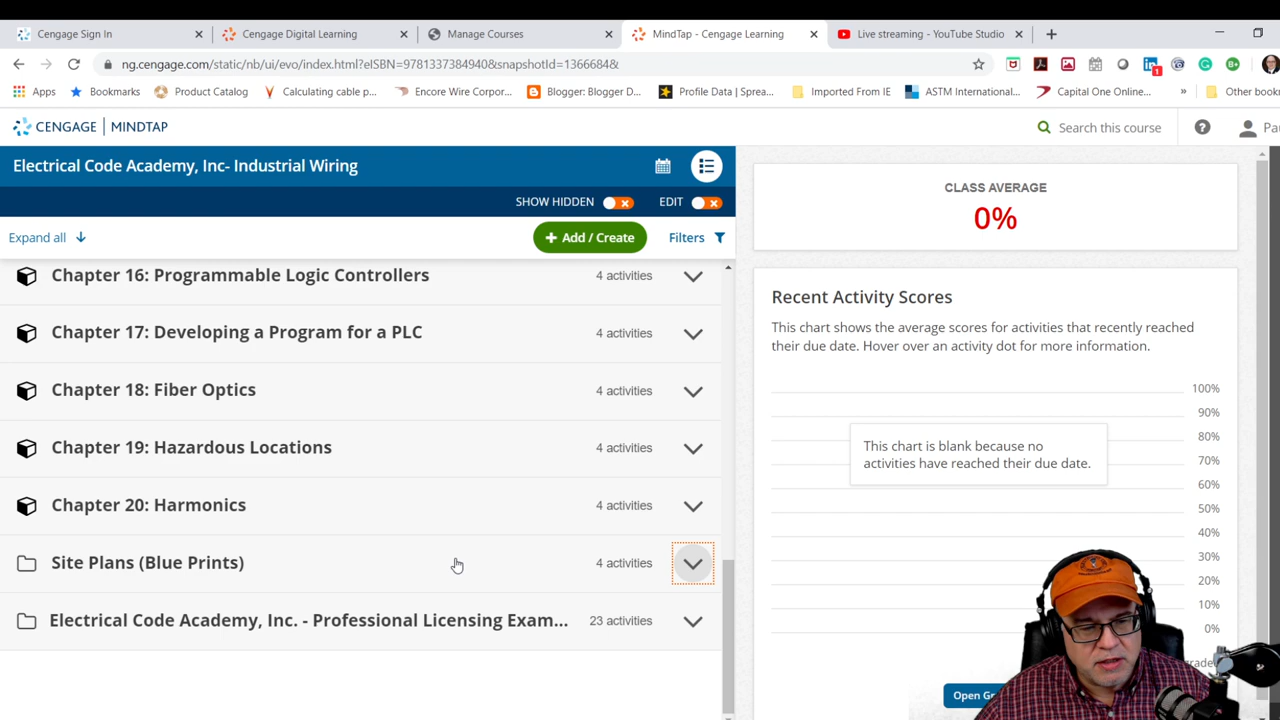 Cengage Sign In
Cengage Digital Learning
Manage Courses
MindTap - Cengage Learning
Live streaming - YouTube Studio
ng.cengage.com/static/nb/ui/evo/index.html?eISBN=9781337384940&snapshotId=1366684&
1
Apps
Bookmarks
Product Catalog
Calculating cable p...
Encore Wire Corpor...
Blogger: Blogger D...
Profile Data | Sprea...
Imported From IE
ASTM International...
Capital One Online...
Other book
CENGAGE | MINDTAP
Search this course
Electrical Code Academy, Inc- Industrial Wiring
SHOW HIDDEN
EDIT
Expand all
+ Add / Create
Filters
Chapter 16: Programmable Logic Controllers
4 activities
Chapter 17: Developing a Program for a PLC
4 activities
Chapter 18: Fiber Optics
4 activities
Chapter 19: Hazardous Locations
4 activities
Chapter 20: Harmonics
4 activities
Site Plans (Blue Prints)
4 activities
Electrical Code Academy, Inc. - Professional Licensing Exam...
23 activities
CLASS AVERAGE
0%
Recent Activity Scores
This chart shows the average scores for activities that recently reached
their due date. Hover over an activity dot for more information.
100%
90%
80%
70%
60%
50%
40%
30%
20%
10%
0%
This chart is blank because no
activities have reached their due date.
Open